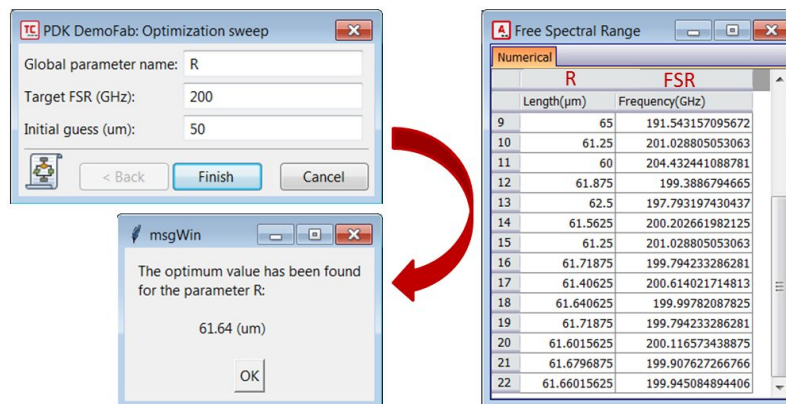 TC PDK DemoFab: Optimization sweep
Global parameter name: R
Target FSR (GHz): 200
Initial guess (um): 50
< Back Finish Cancel
msgWin
The optimum value has been found
for the parameter R:
61.64 (um)
OK
A Free Spectral Range
Numerical
R FSR
Length(µm) Frequency(GHz)
9 65 191.543157095672
10 61.25 201.028805053063
11 60 204.432441088781
12 61.875 199.3886794665
13 62.5 197.793197430437
14 61.5625 200.202661982125
15 61.25 201.028805053063
16 61.71875 199.794233286281
17 61.40625 200.614021714813
18 61.640625 199.99782087825
19 61.71875 199.794233286281
20 61.6015625 200.116573438875
21 61.6796875 199.907627266766
22 61.66015625 199.945084894406